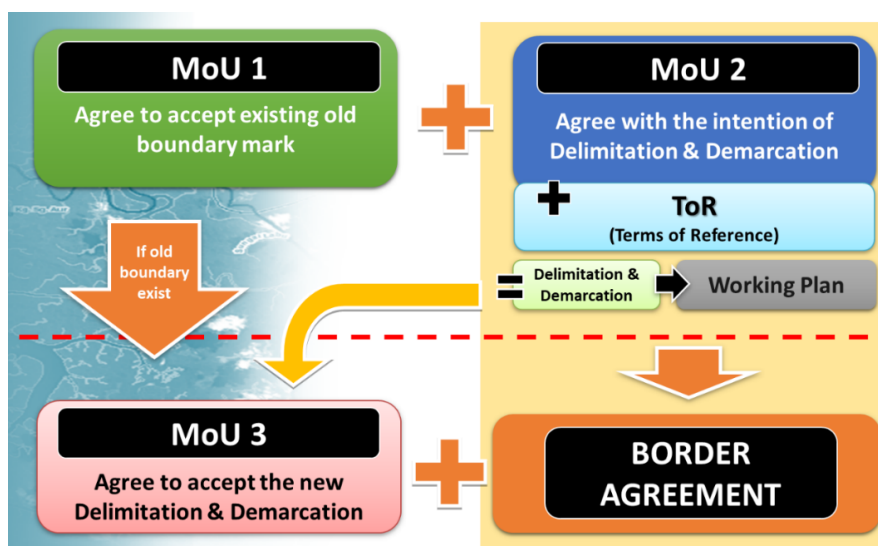 MoU 1
Agree to accept existing old
boundary mark
MoU 2
Agree with the intention of
Delimitation & Demarcation
ToR
(Terms of Reference)
If old
boundary
exist
Delimitation &
Demarcation
Working Plan
MoU 3
Agree to accept the new
Delimitation & Demarcation
BORDER
AGREEMENT